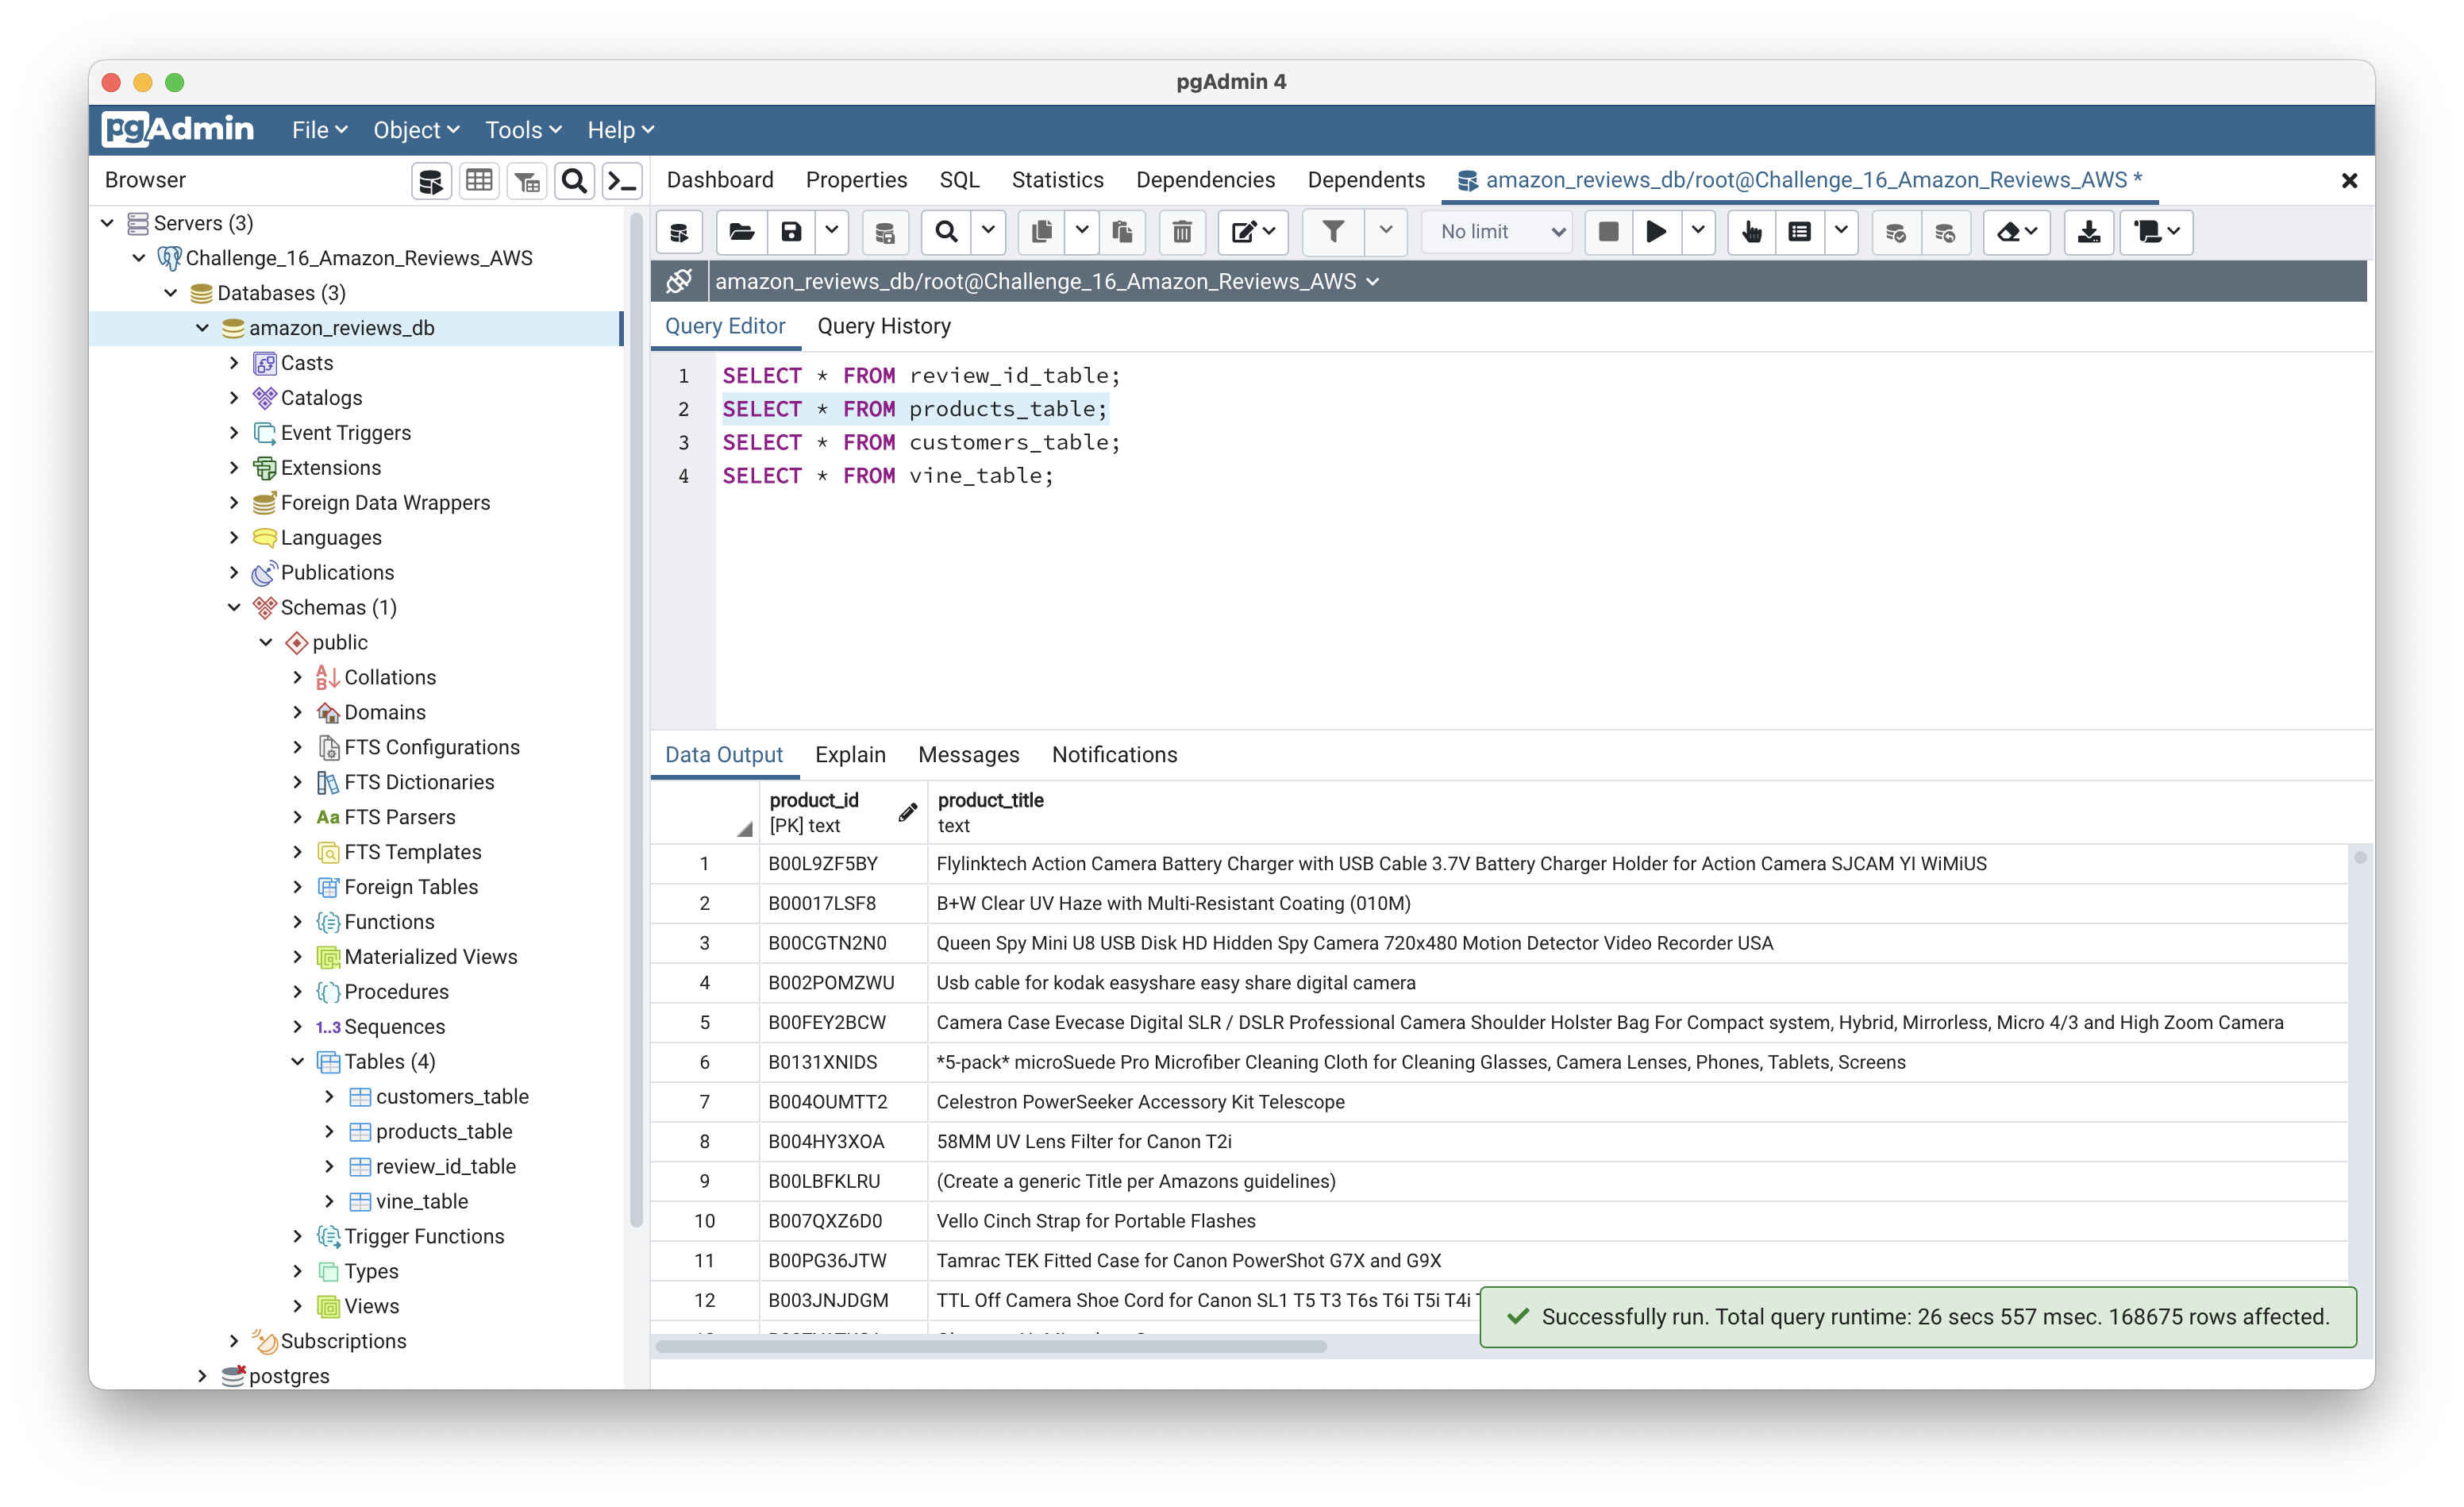 pgAdmin 4
pgAdmin File Object Tools Help
Browser
Dashboard Properties SQL Statistics Dependencies Dependents amazon_reviews_db/root@Challenge_16_Amazon_Reviews_AWS *
No limit
amazon_reviews_db/root@Challenge_16_Amazon_Reviews_AWS
Servers (3)
Challenge_16_Amazon_Reviews_AWS
Databases (3)
amazon_reviews_db
Casts
Catalogs
Event Triggers
Extensions
Foreign Data Wrappers
Languages
Publications
Schemas (1)
public
Collations
Domains
FTS Configurations
FTS Dictionaries
Aa FTS Parsers
FTS Templates
Foreign Tables
Functions
Materialized Views
Procedures
1..3 Sequences
Tables (4)
customers_table
products_table
review_id_table
vine_table
Trigger Functions
Types
Views
Subscriptions
postgres
Query Editor Query History
1 SELECT * FROM review_id_table;
2 SELECT * FROM products_table;
3 SELECT * FROM customers_table;
4 SELECT * FROM vine_table;
Data Output Explain Messages Notifications
product_id product_title
[PK] text text
1 B00L9ZF5BY Flylinktech Action Camera Battery Charger with USB Cable 3.7V Battery Charger Holder for Action Camera SJCAM YI WiMiUS
2 B00017LSF8 B+W Clear UV Haze with Multi-Resistant Coating (010M)
3 B00CGTN2N0 Queen Spy Mini U8 USB Disk HD Hidden Spy Camera 720x480 Motion Detector Video Recorder USA
4 B002POMZWU Usb cable for kodak easyshare easy share digital camera
5 B00FEY2BCW Camera Case Evecase Digital SLR / DSLR Professional Camera Shoulder Holster Bag For Compact system, Hybrid, Mirrorless, Micro 4/3 and High Zoom Camera
6 B0131XNIDS *5-pack* microSuede Pro Microfiber Cleaning Cloth for Cleaning Glasses, Camera Lenses, Phones, Tablets, Screens
7 B004OUMTT2 Celestron PowerSeeker Accessory Kit Telescope
8 B004HY3XOA 58MM UV Lens Filter for Canon T2i
9 B00LBFKLRU (Create a generic Title per Amazons guidelines)
10 B007QXZ6D0 Vello Cinch Strap for Portable Flashes
11 B00PG36JTW Tamrac TEK Fitted Case for Canon PowerShot G7X and G9X
12 B003JNJDGM TTL Off Camera Shoe Cord for Canon SL1 T5 T3 T6s T6i T5i T4i
Successfully run. Total query runtime: 26 secs 557 msec. 168675 rows affected.